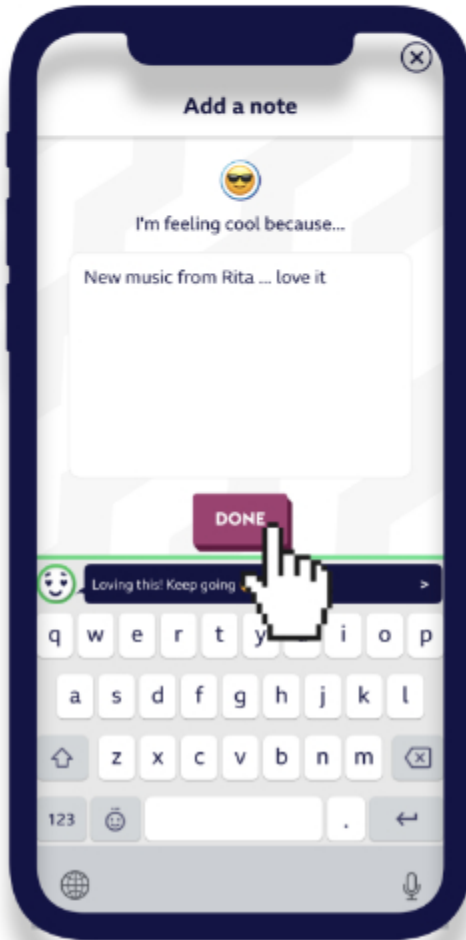 Add a note
I'm feeling cool because...
New music from Rita ... love it
DONE
Loving this! Keep going >
q w e r t y i o p
a s d f g h j k l
z x c v b n m
123 .